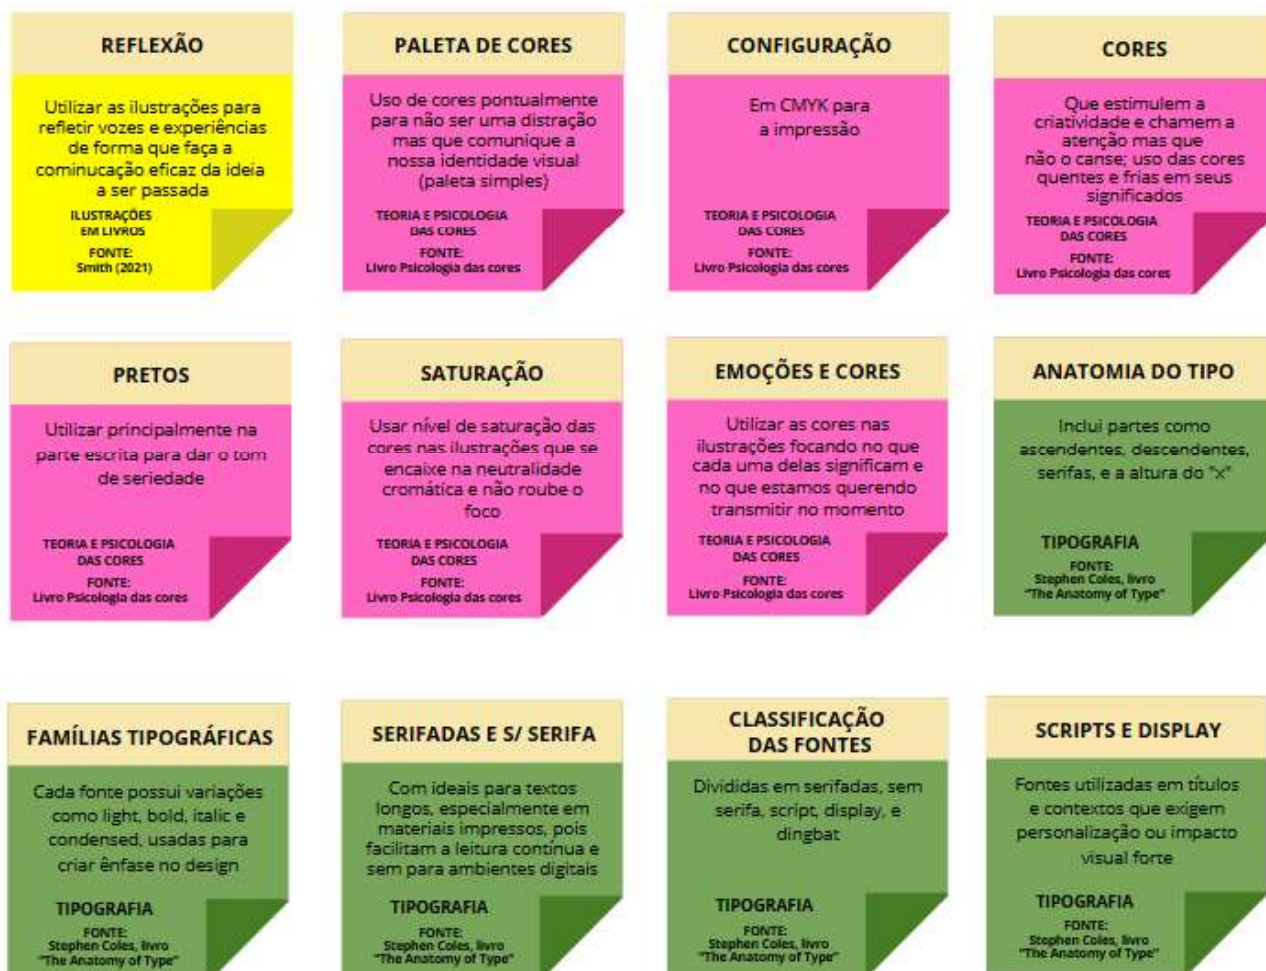 REFLEXÃO
Utilizar as ilustrações para
refletir vozes e experiências
de forma que faça a
cominucação eficaz da ideia
a ser passada
ILUSTRAÇÕES
EM LIVROS
FONTE:
Smith (2021)
PALETA DE CORES
Uso de cores pontualmente
para não ser uma distração
mas que comunique a
nossa identidade visual
(paleta simples)
TEORIA E PSICOLOGIA
DAS CORES
FONTE:
Livro Psicologia das cores
CONFIGURAÇÃO
Em CMYK para
a impressão
TEORIA E PSICOLOGIA
DAS CORES
FONTE:
Livro Psicologia das cores
CORES
Que estimulem a
criatividade e chamem a
atenção mas que
não o canse; uso das cores
quentes e frias em seus
significados
TEORIA E PSICOLOGIA
DAS CORES
FONTE:
Livro Psicologia das cores
PRETOS
Utilizar principalmente na
parte escrita para dar o tom
de seriedade
TEORIA E PSICOLOGIA
DAS CORES
FONTE:
Livro Psicologia das cores
SATURAÇÃO
Usar nível de saturação das
cores nas ilustrações que se
encaixe na neutralidade
cromática e não roube o
foco
TEORIA E PSICOLOGIA
DAS CORES
FONTE:
Livro Psicologia das cores
EMOÇÕES E CORES
Utilizar as cores nas
ilustrações focando no que
cada uma delas significam e
no que estamos querendo
transmitir no momento
TEORIA E PSICOLOGIA
DAS CORES
FONTE:
Livro Psicologia das cores
ANATOMIA DO TIPO
Inclui partes como
ascendentes, descendentes,
serifas, e a altura do "x"
TIPOGRAFIA
FONTE:
Stephen Coles, livro
"The Anatomy of Type"
FAMÍLIAS TIPOGRÁFICAS
Cada fonte possui variações
como light, bold, italic e
condensed, usadas para
criar ênfase no design
TIPOGRAFIA
FONTE:
Stephen Coles, livro
"The Anatomy of Type"
SERIFADAS E S/ SERIFA
Com ideais para textos
longos, especialmente em
materiais impressos, pois
facilitam a leitura contínua e
sem para ambientes digitais
TIPOGRAFIA
FONTE:
Stephen Coles, livro
"The Anatomy of Type"
CLASSIFICAÇÃO
DAS FONTES
Divididas em serifadas, sem
serifa, script, display, e
dingbat
TIPOGRAFIA
FONTE:
Stephen Coles, livro
"The Anatomy of Type"
SCRIPTS E DISPLAY
Fontes utilizadas em títulos
e contextos que exigem
personalização ou impacto
visual forte
TIPOGRAFIA
FONTE:
Stephen Coles, livro
"The Anatomy of Type"